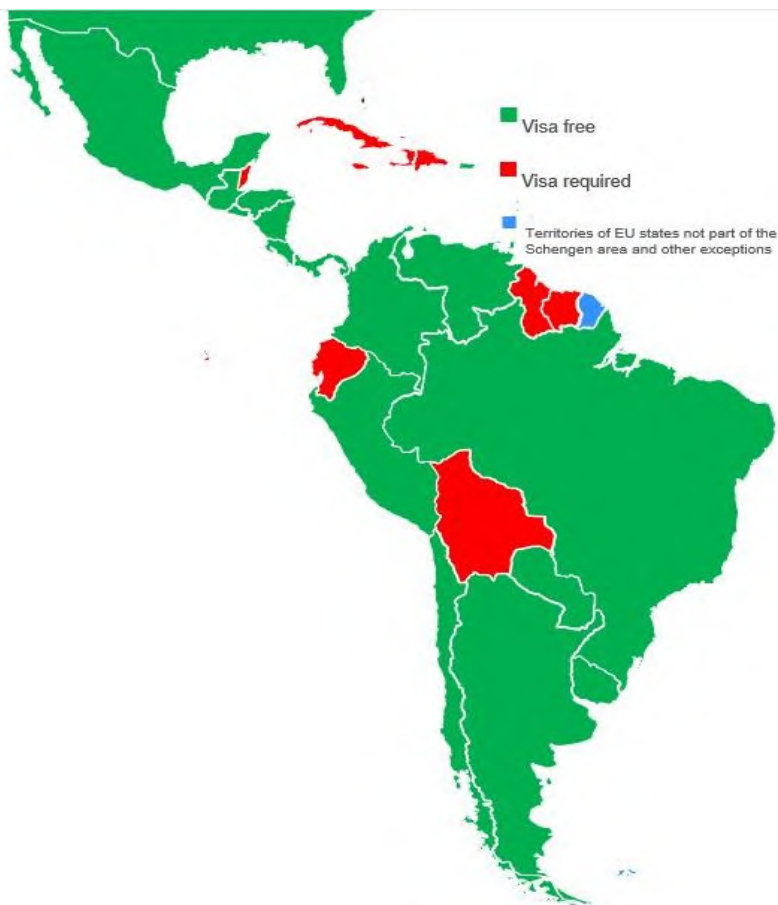 Visa free
Visa required
Territories of EU states not part of the
Schengen area and other exceptions